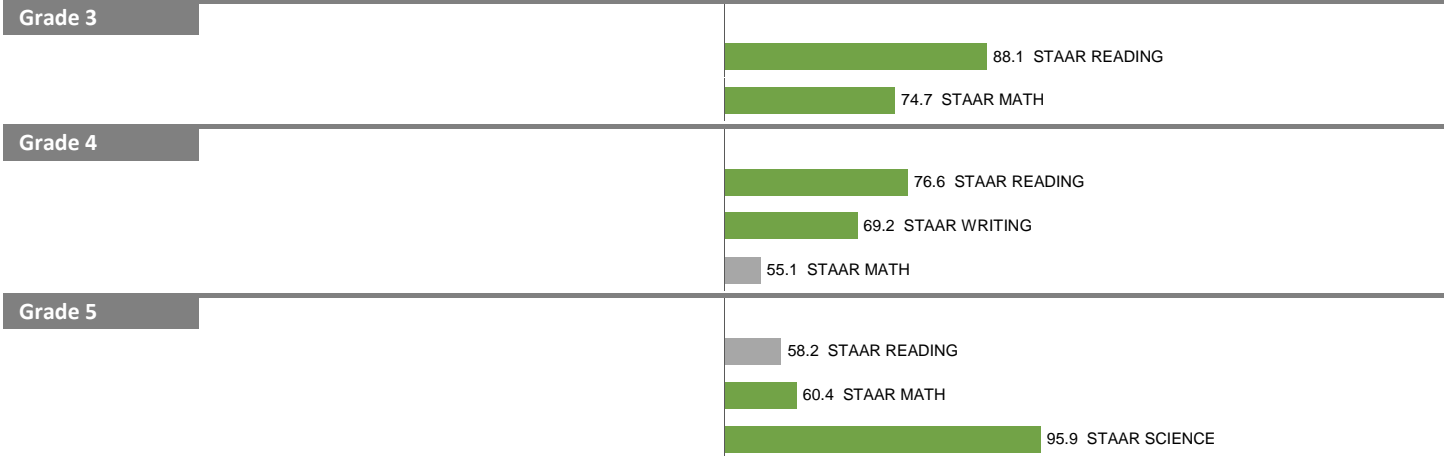 Grade 3
88.1 STAAR READING
74.7 STAAR MATH
Grade 4
76.6 STAAR READING
69.2 STAAR WRITING
55.1 STAAR MATH
Grade 5
58.2 STAAR READING
60.4 STAAR MATH
95.9 STAAR SCIENCE